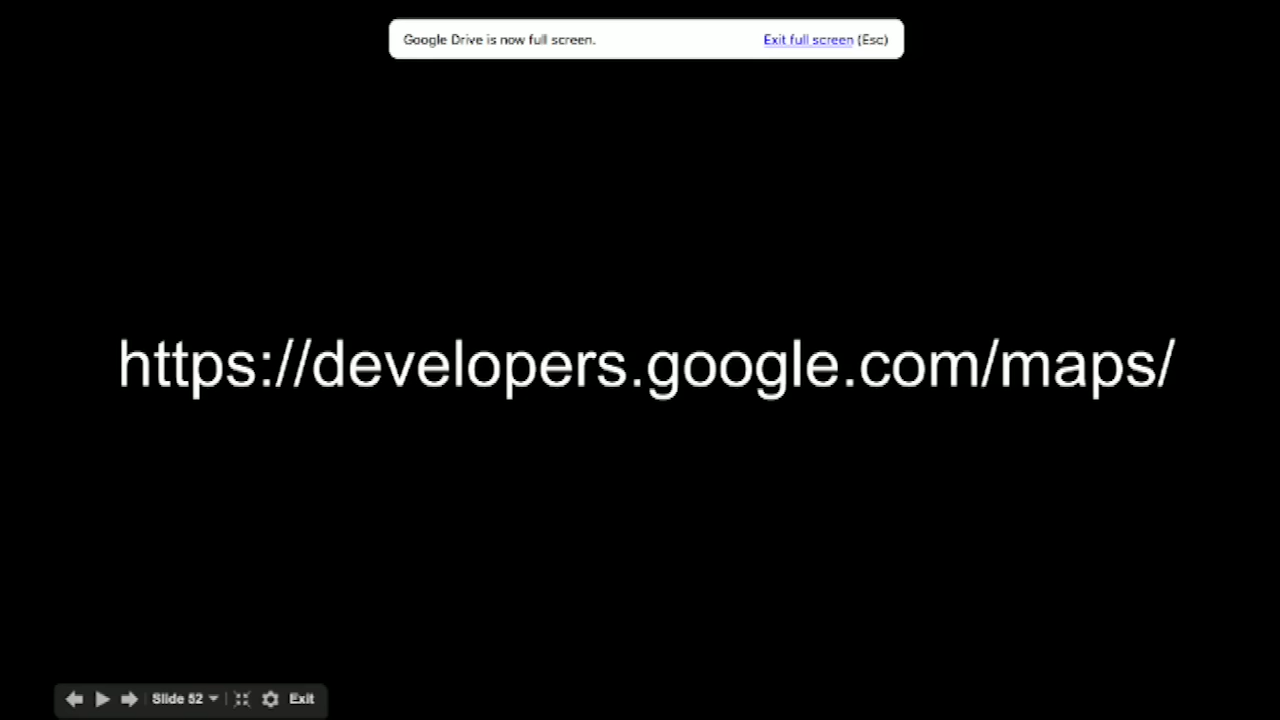 Google Drive is now full screen. Exit full screen (Esc)
https://developers.google.com/maps/
Slide 52 Exit